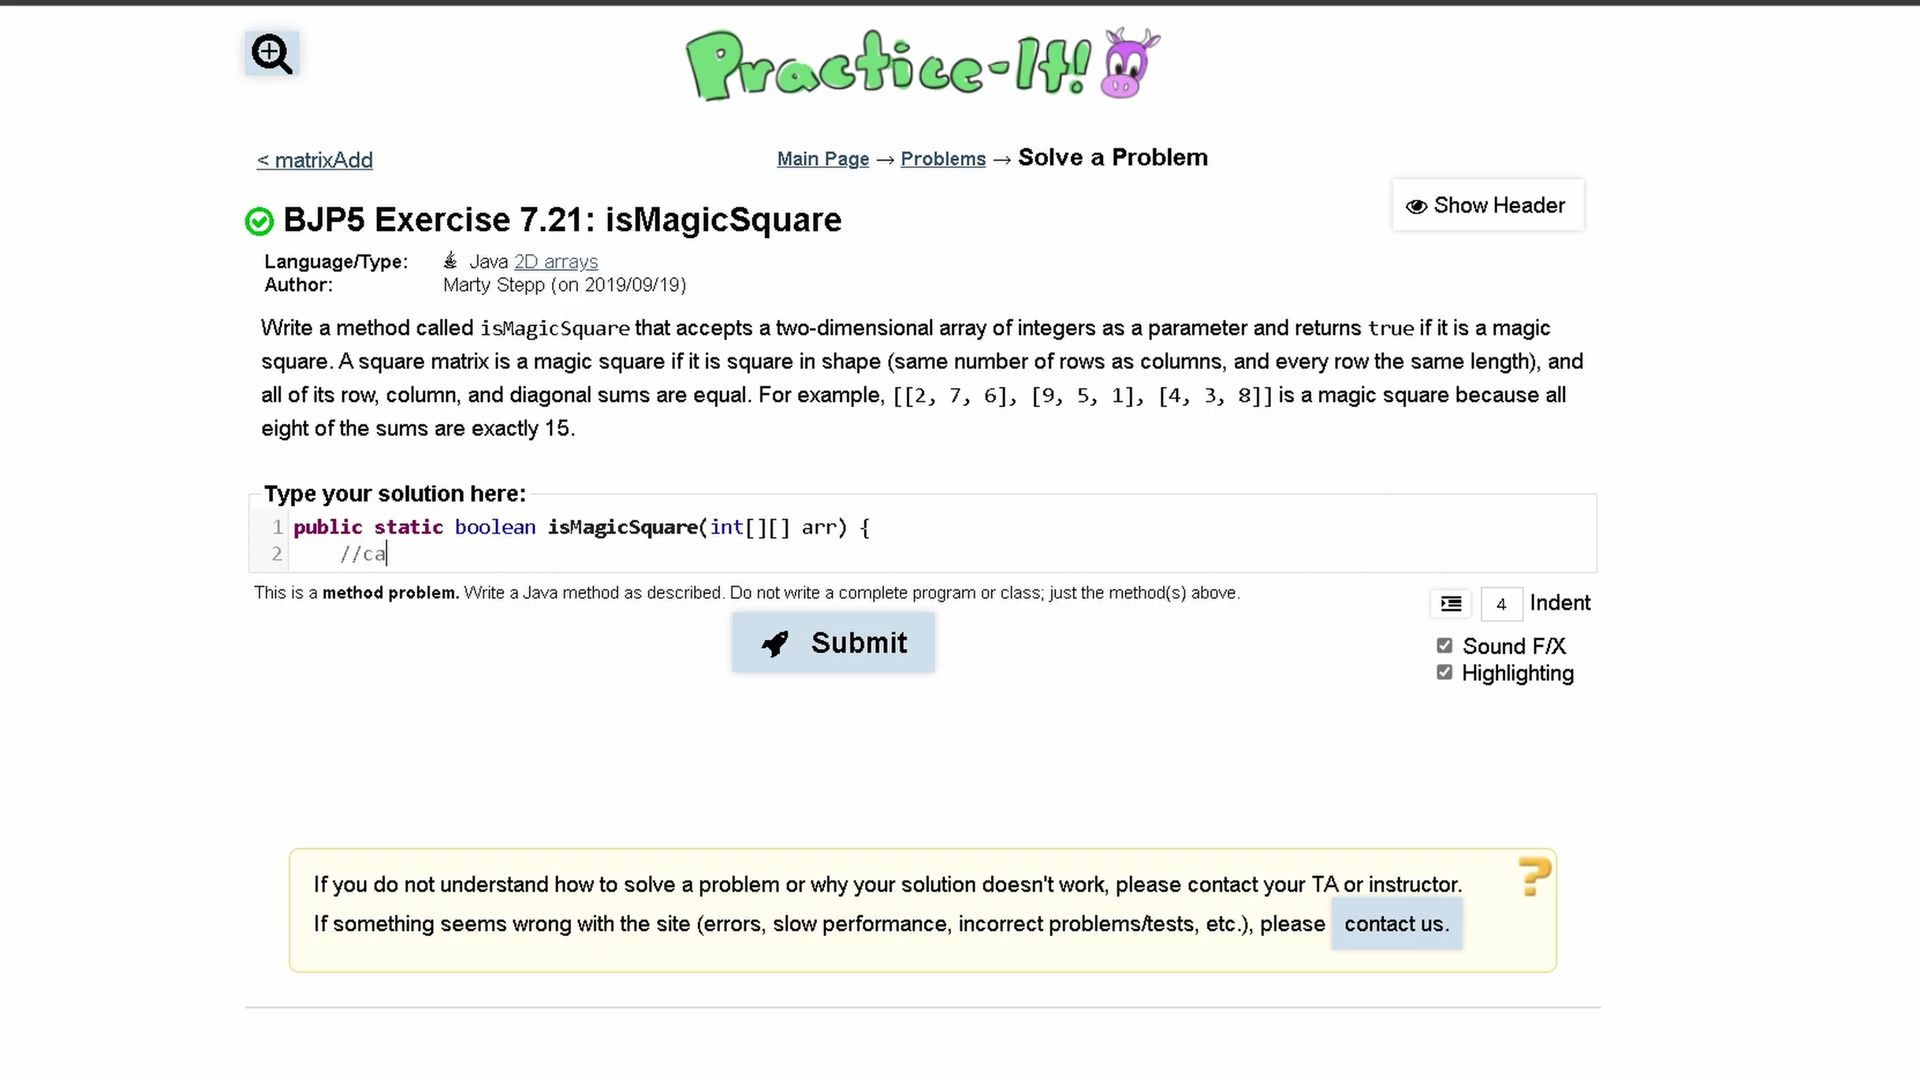 Practice-It!
< matrixAdd
Main Page → Problems → Solve a Problem
Show Header
BJP5 Exercise 7.21: isMagicSquare
Language/Type: Java 2D arrays
Author: Marty Stepp (on 2019/09/19)
Write a method called isMagicSquare that accepts a two-dimensional array of integers as a parameter and returns true if it is a magic
square. A square matrix is a magic square if it is square in shape (same number of rows as columns, and every row the same length), and
all of its row, column, and diagonal sums are equal. For example, [[2, 7, 6], [9, 5, 1], [4, 3, 8]] is a magic square because all
eight of the sums are exactly 15.
Type your solution here:
1 public static boolean isMagicSquare(int[][] arr) {
2 //ca
This is a method problem. Write a Java method as described. Do not write a complete program or class; just the method(s) above.
4 Indent
Submit
Sound F/X
Highlighting
If you do not understand how to solve a problem or why your solution doesn't work, please contact your TA or instructor.
If something seems wrong with the site (errors, slow performance, incorrect problems/tests, etc.), please contact us.
?